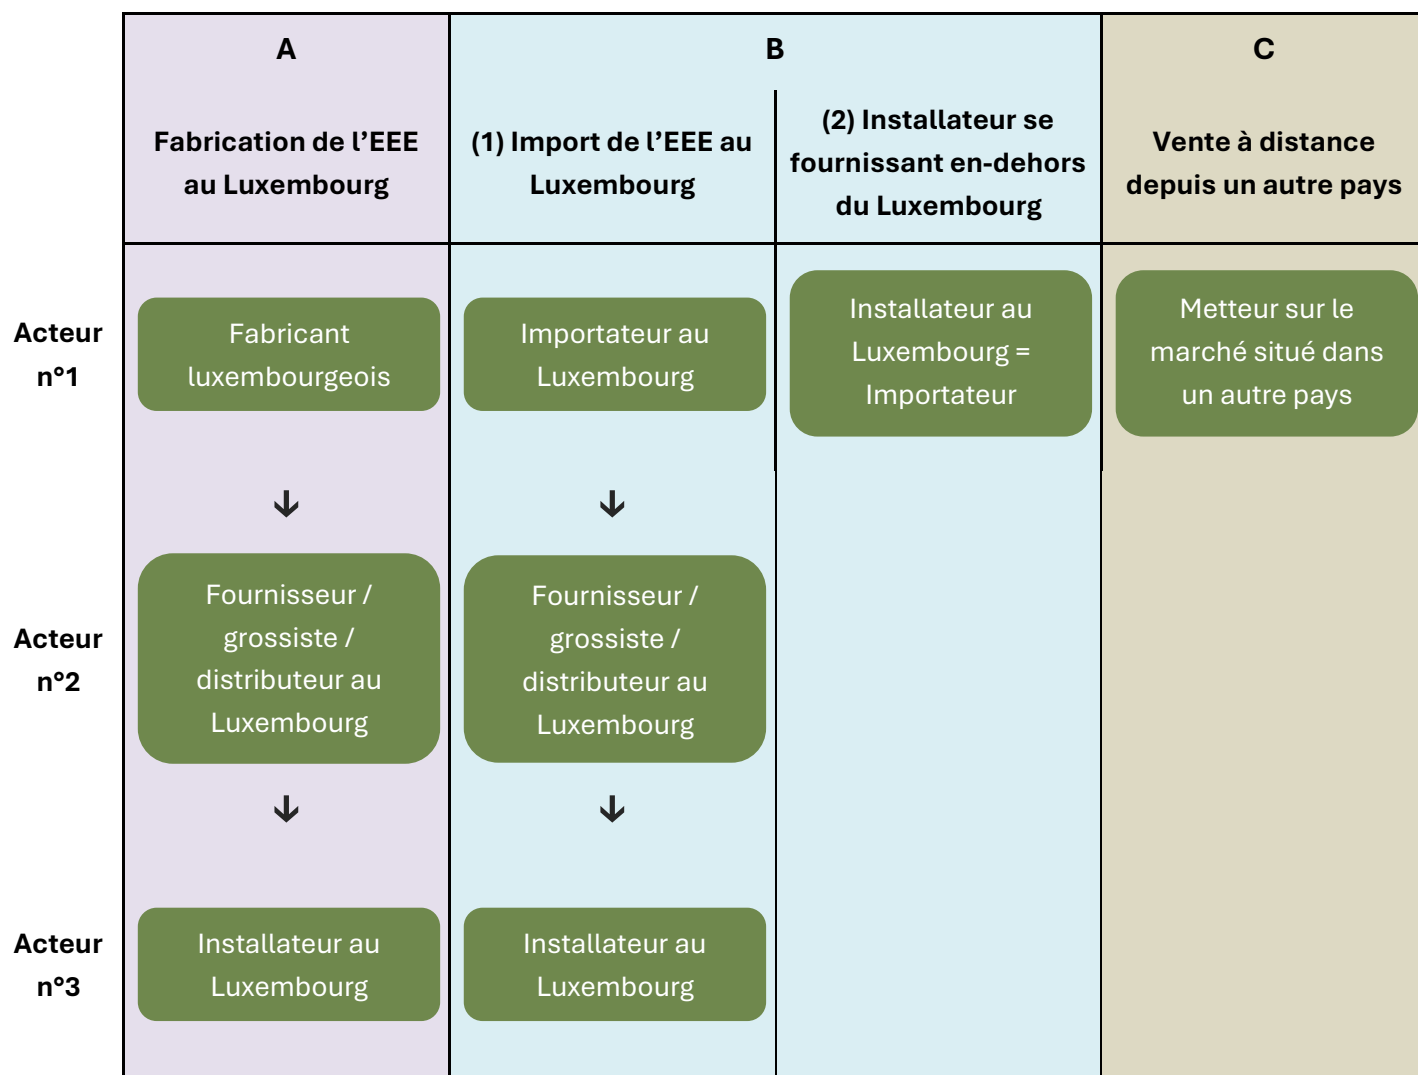 A
B
C
Fabrication de l’EEE
au Luxembourg
(1) Import de l’EEE au
Luxembourg
(2) Installateur se
fournissant en-dehors
du Luxembourg
Vente à distance
depuis un autre pays
Acteur
n°1
Fabricant
luxembourgeois
Importateur au
Luxembourg
Installateur au
Luxembourg =
Importateur
Metteur sur le
marché situé dans
un autre pays
Acteur
n°2
Fournisseur /
grossiste /
distributeur au
Luxembourg
Fournisseur /
grossiste /
distributeur au
Luxembourg
Acteur
n°3
Installateur au
Luxembourg
Installateur au
Luxembourg